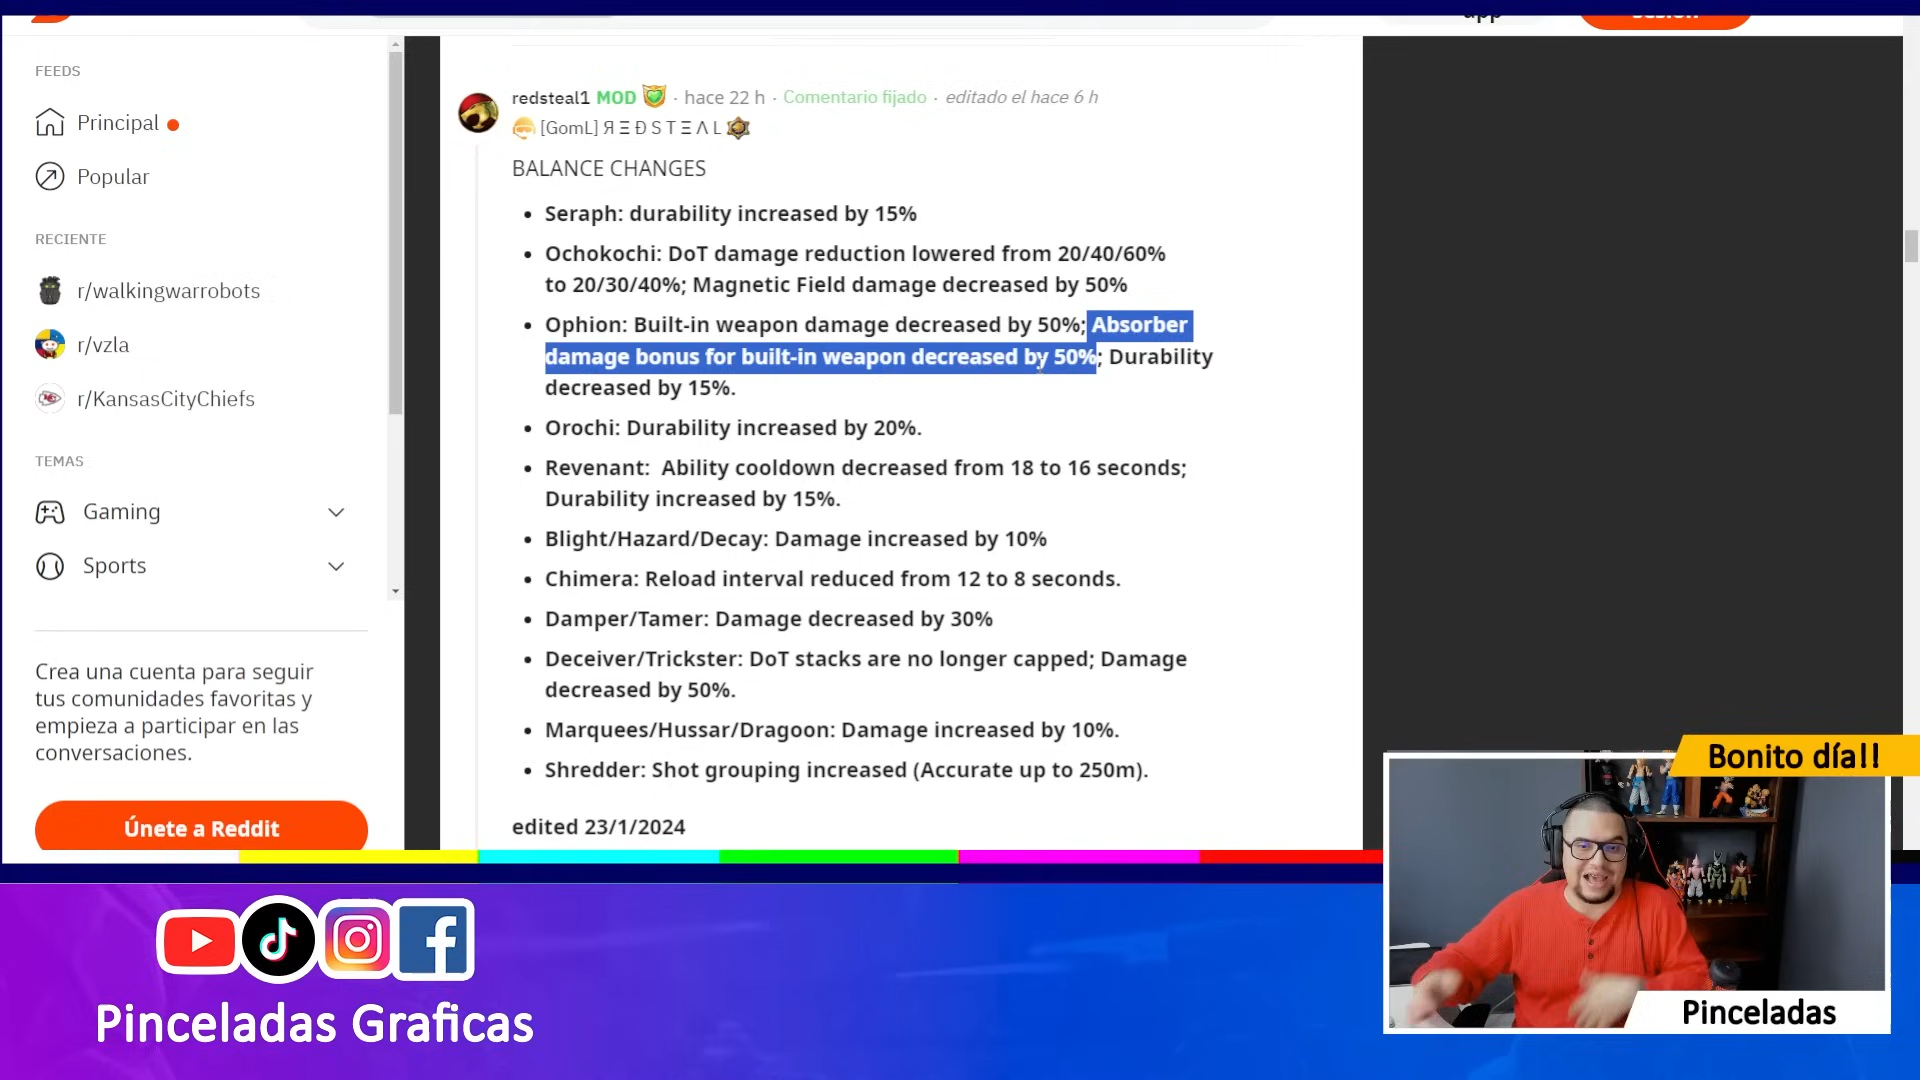 app
Sesión
FEEDS
Principal
Popular
RECIENTE
r/walkingwarrobots
r/vzla
r/KansasCityChiefs
TEMAS
Gaming
Sports
Crea una cuenta para seguir
tus comunidades favoritas y
empieza a participar en las
conversaciones.
Únete a Reddit
redsteal1 MOD · hace 22 h · Comentario fijado · editado el hace 6 h
[GomL] ЯΞĐSTΞΛL
BALANCE CHANGES
• Seraph: durability increased by 15%
• Ochokochi: DoT damage reduction lowered from 20/40/60%
to 20/30/40%; Magnetic Field damage decreased by 50%
• Ophion: Built-in weapon damage decreased by 50%; Absorber
damage bonus for built-in weapon decreased by 50%; Durability
decreased by 15%.
• Orochi: Durability increased by 20%.
• Revenant: Ability cooldown decreased from 18 to 16 seconds;
Durability increased by 15%.
• Blight/Hazard/Decay: Damage increased by 10%
• Chimera: Reload interval reduced from 12 to 8 seconds.
• Damper/Tamer: Damage decreased by 30%
• Deceiver/Trickster: DoT stacks are no longer capped; Damage
decreased by 50%.
• Marquees/Hussar/Dragoon: Damage increased by 10%.
• Shredder: Shot grouping increased (Accurate up to 250m).
edited 23/1/2024
Bonito día!!
Pinceladas
Pinceladas Graficas